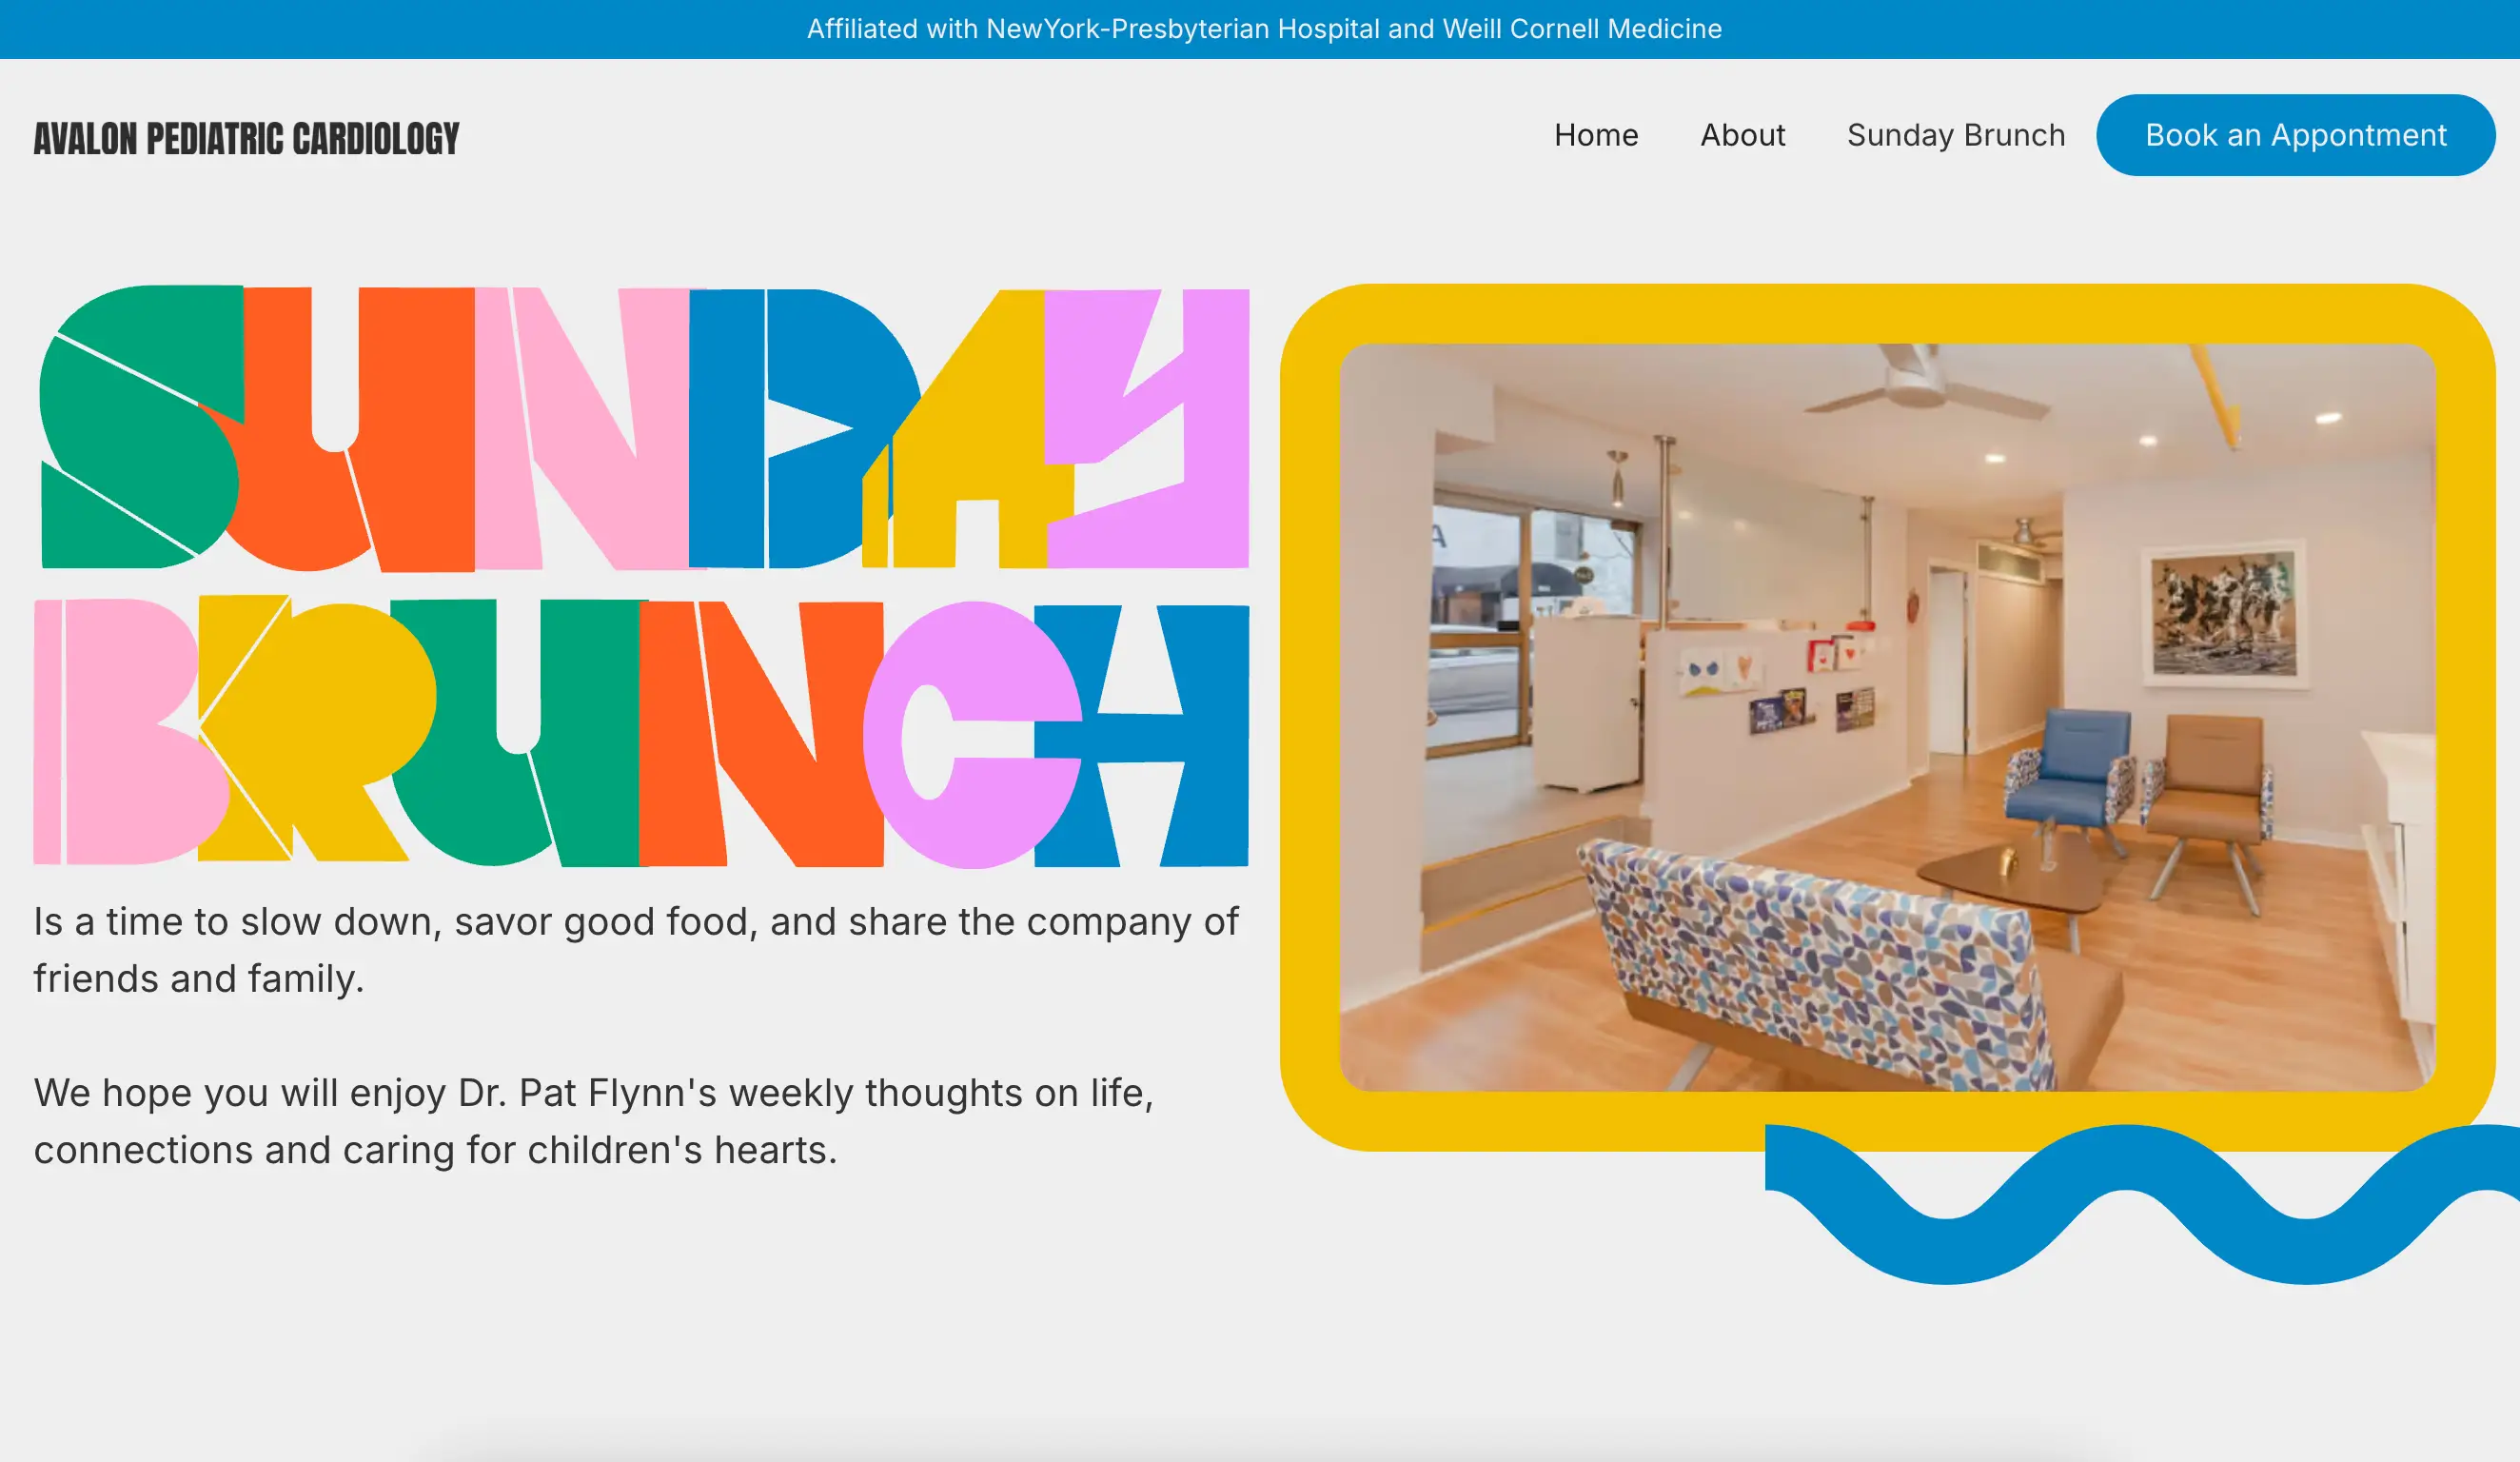 Affiliated with NewYork-Presbyterian Hospital and Weill Cornell Medicine
AVALON PEDIATRIC CARDIOLOGY
Home About Sunday Brunch Book an Appontment
SUNDAY
BRUNCH
Is a time to slow down, savor good food, and share the company of
friends and family.
We hope you will enjoy Dr. Pat Flynn's weekly thoughts on life,
connections and caring for children's hearts.